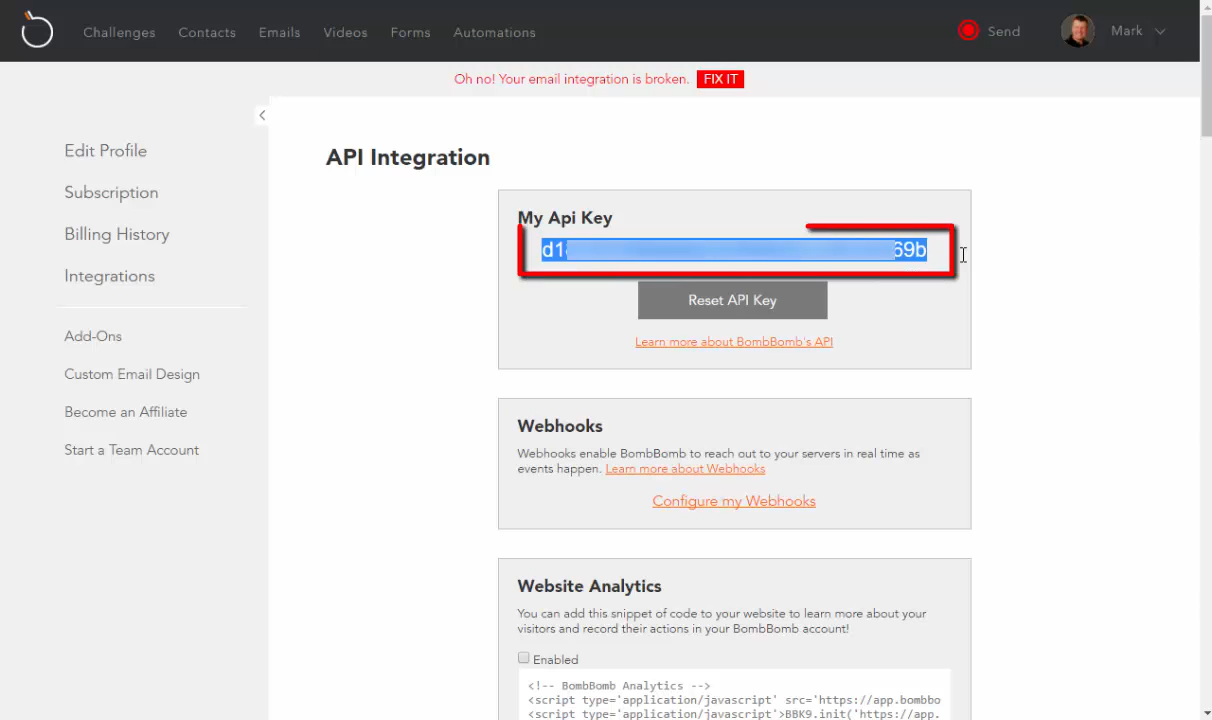 Challenges Contacts Emails Videos Forms Automations Send Mark
Oh no! Your email integration is broken. FIX IT
Edit Profile
Subscription
Billing History
Integrations
Add-Ons
Custom Email Design
Become an Affiliate
Start a Team Account
API Integration
My Api Key
d1 69b
Reset API Key
Learn more about BombBomb's API
Webhooks
Webhooks enable BombBomb to reach out to your servers in real time as
events happen. Learn more about Webhooks
Configure my Webhooks
Website Analytics
You can add this snippet of code to your website to learn more about your
visitors and record their actions in your BombBomb account!
Enabled
<!-- BombBomb Analytics -->
<script type='application/javascript' src='https://app.bombbo
<script type='application/javascript'>BBK9.init('https://app.